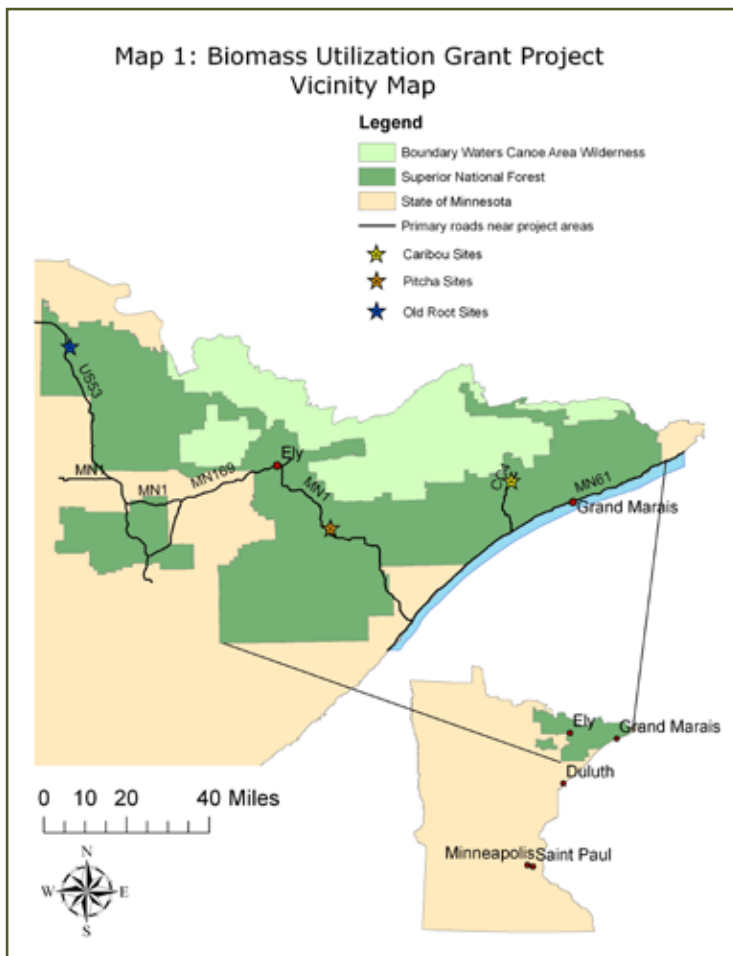 Map 1: Biomass Utilization Grant Project
Vicinity Map
Legend
Boundary Waters Canoe Area Wilderness
Superior National Forest
State of Minnesota
Primary roads near project areas
Caribou Sites
Pitcha Sites
Old Root Sites
US53
MN1
MN1
MN169
Ely
MN1
MN61
Grand Marais
Ely
Grand Marais
Duluth
Minneapolis
Saint Paul
0 10 20 40 Miles
N
W E
S